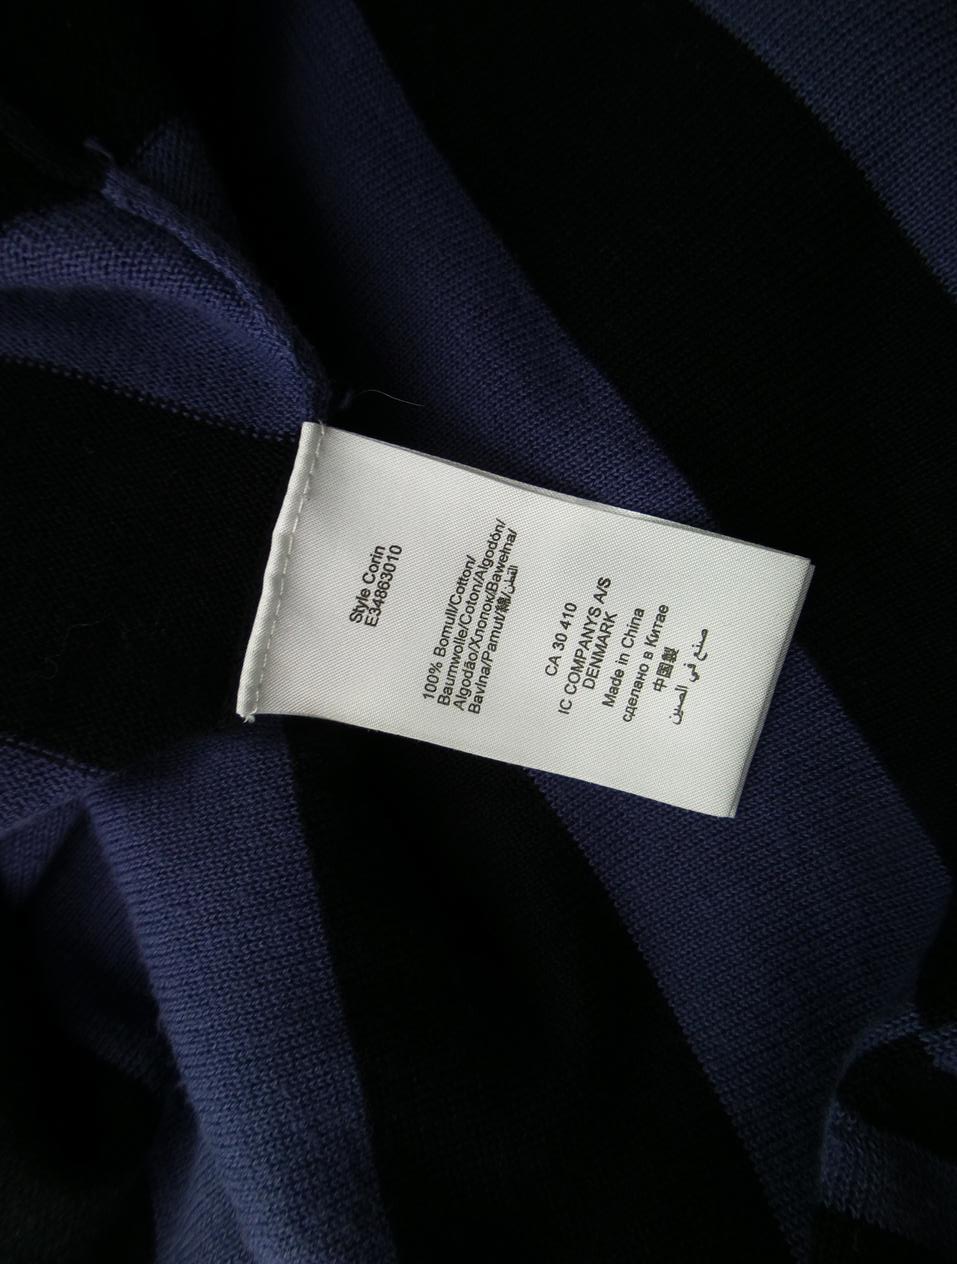 Style Corin
E34863010
100% Bomull/Cotton/
Baumwolle/Coton/Algodón/
Algodão/Хлопок/Bawełna/
Bavlna/Pamut/綿/القطن
CA 30 410
IC COMPANYS A/S
DENMARK
Made in China
сделано в Китае
中国製
صنع في الصين